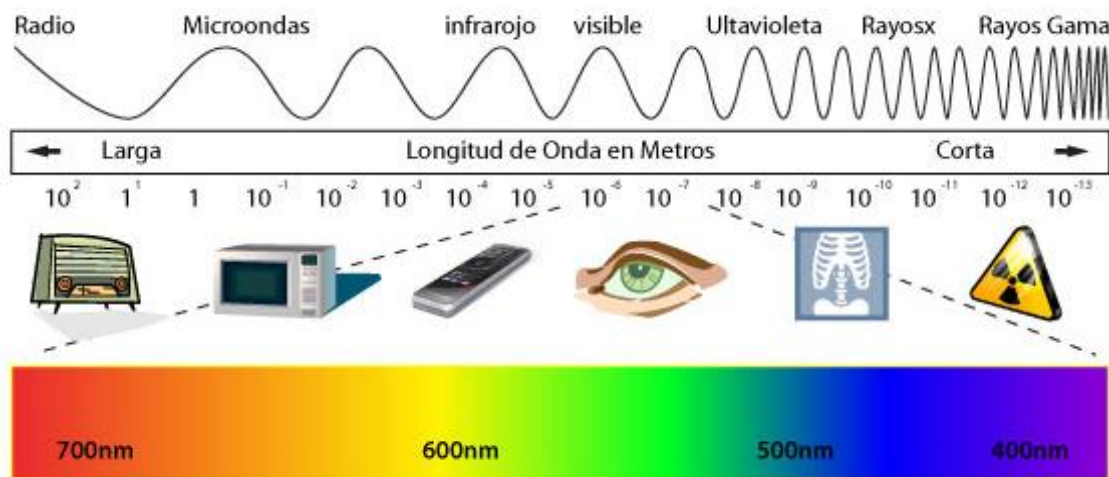 Radio Microondas infrarojo visible Ultavioleta Rayosx Rayos Gama
Larga Longitud de Onda en Metros Corta
10² 1¹ 1 10⁻¹ 10⁻² 10⁻³ 10⁻⁴ 10⁻⁵ 10⁻⁶ 10⁻⁷ 10⁻⁸ 10⁻⁹ 10⁻¹⁰ 10⁻¹¹ 10⁻¹² 10⁻¹³
700nm 600nm 500nm 400nm